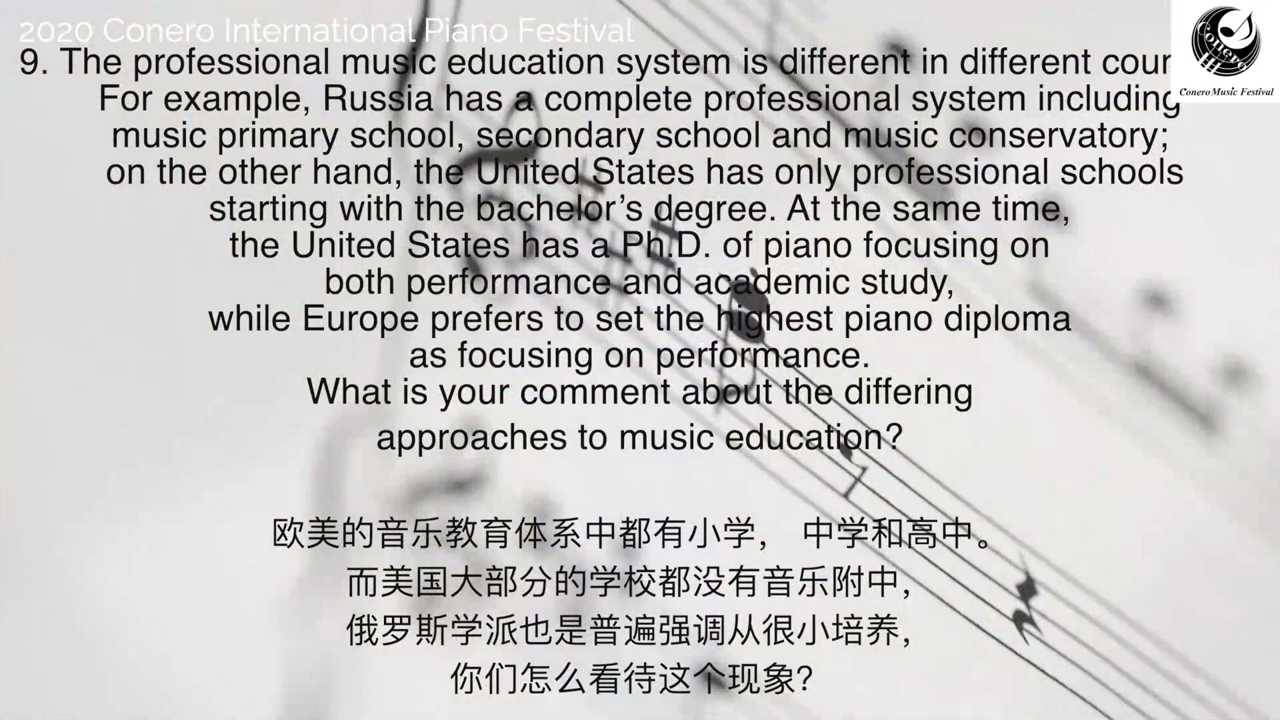 2020 Conero International Piano Festival
9. The professional music education system is different in different cour
For example, Russia has a complete professional system including
music primary school, secondary school and music conservatory;
on the other hand, the United States has only professional schools
starting with the bachelor’s degree. At the same time,
the United States has a Ph.D. of piano focusing on
both performance and academic study,
while Europe prefers to set the highest piano diploma
as focusing on performance.
What is your comment about the differing
approaches to music education?
欧美的音乐教育体系中都有小学， 中学和高中。
而美国大部分的学校都没有音乐附中，
俄罗斯学派也是普遍强调从很小培养，
你们怎么看待这个现象？
Conero
Conero Music Festival